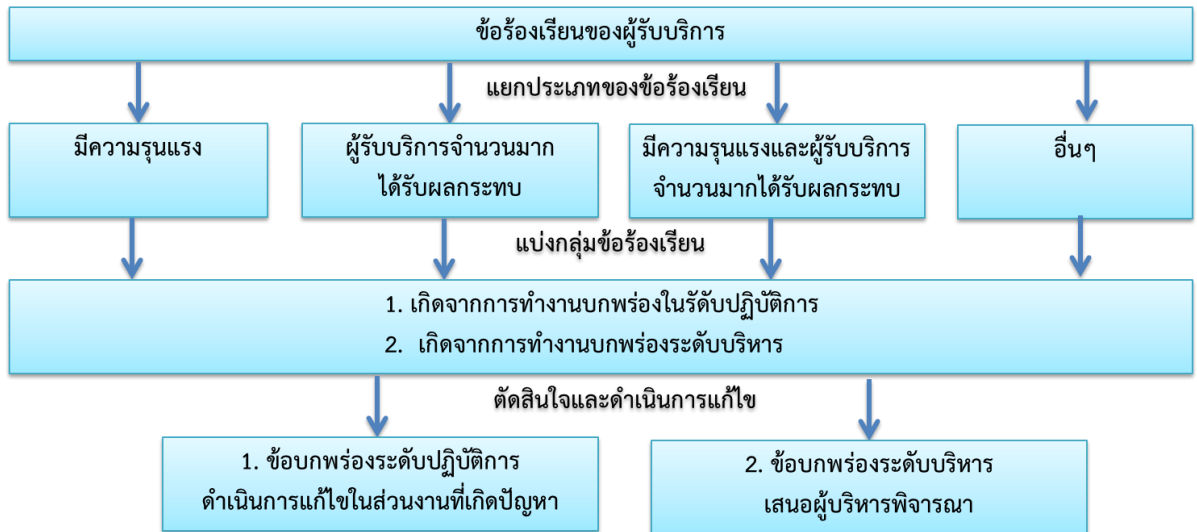 ข้อร้องเรียนของผู้รับบริการ
แยกประเภทของข้อร้องเรียน
มีความรุนแรง
ผู้รับบริการจำนวนมาก
ได้รับผลกระทบ
มีความรุนแรงและผู้รับบริการ
จำนวนมากได้รับผลกระทบ
อื่นๆ
แบ่งกลุ่มข้อร้องเรียน
1. เกิดจากการทำงานบกพร่องในรัดับปฏิบัติการ
2. เกิดจากการทำงานบกพร่องระดับบริหาร
ตัดสินใจและดำเนินการแก้ไข
1. ข้อบกพร่องระดับปฏิบัติการ
ดำเนินการแก้ไขในส่วนงานที่เกิดปัญหา
2. ข้อบกพร่องระดับบริหาร
เสนอผู้บริหารพิจารณา